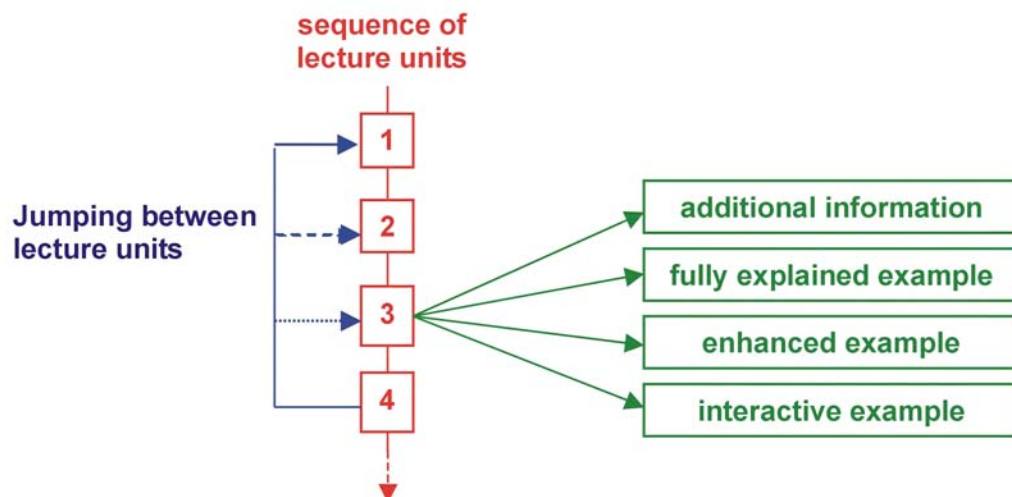 sequence of
lecture units
1
2
3
4
Jumping between
lecture units
additional information
fully explained example
enhanced example
interactive example